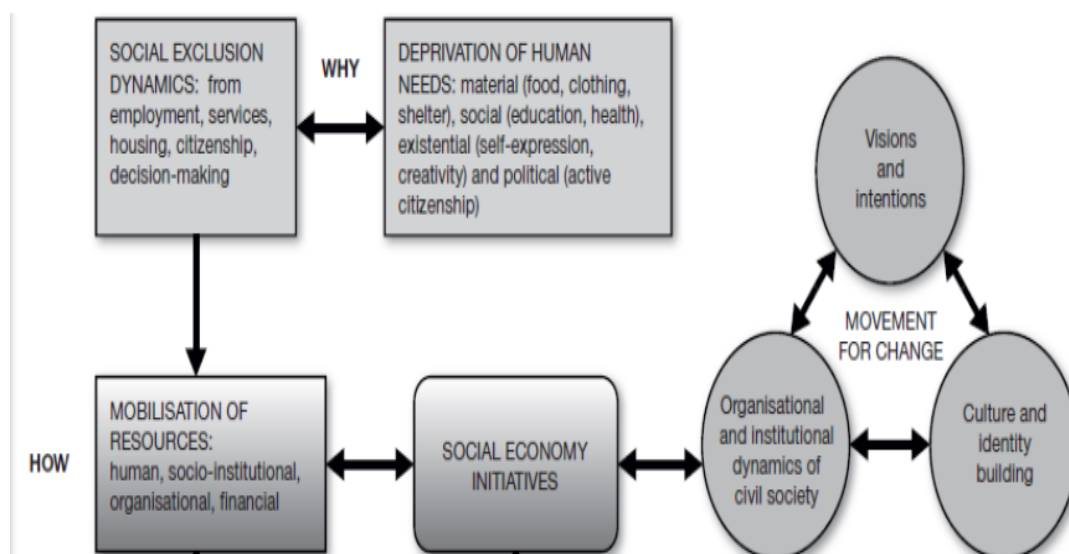 SOCIAL EXCLUSION
DYNAMICS: from
employment, services,
housing, citizenship,
decision-making
WHY
DEPRIVATION OF HUMAN
NEEDS: material (food, clothing,
shelter), social (education, health),
existential (self-expression,
creativity) and political (active
citizenship)
Visions
and
intentions
MOVEMENT
FOR CHANGE
HOW
MOBILISATION OF
RESOURCES:
human, socio-institutional,
organisational, financial
SOCIAL ECONOMY
INITIATIVES
Organisational
and institutional
dynamics of
civil society
Culture and
identity
building